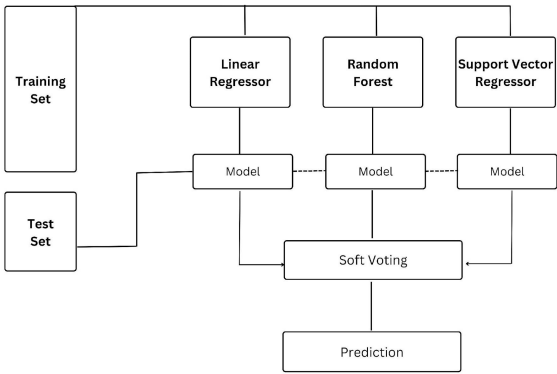 Training
Set
Linear
Regressor
Random
Forest
Support Vector
Regressor
Model
Model
Model
Test
Set
Soft Voting
Prediction